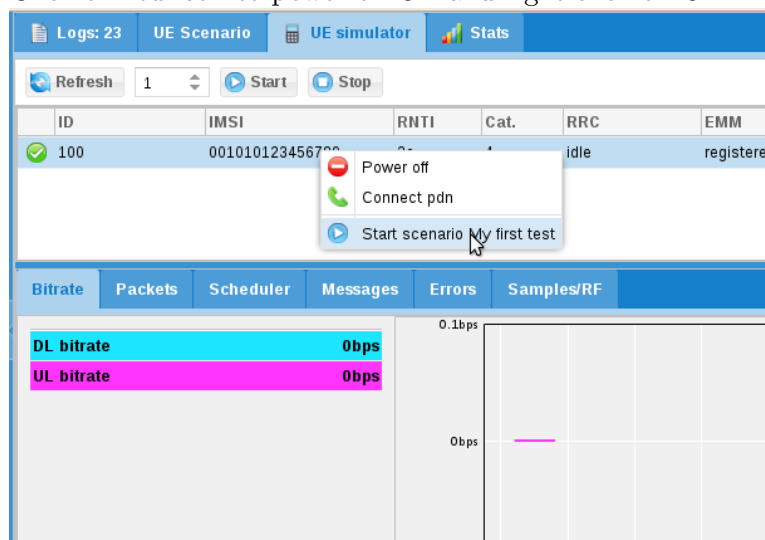 Logs: 23 UE Scenario UE simulator Stats
Refresh 1 Start Stop
ID IMSI RNTI Cat. RRC EMM
100 idle
Power off
Connect pdn
Start scenario My first test
Bitrate Packets Scheduler Messages Errors Samples/RF
0.1bps
DL bitrate 0bps
UL bitrate 0bps
0bps